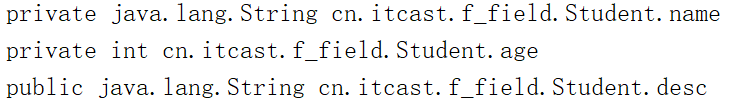 private java.lang.String cn.itcast.f_field.Student.name
private int cn.itcast.f_field.Student.age
public java.lang.String cn.itcast.f_field.Student.desc